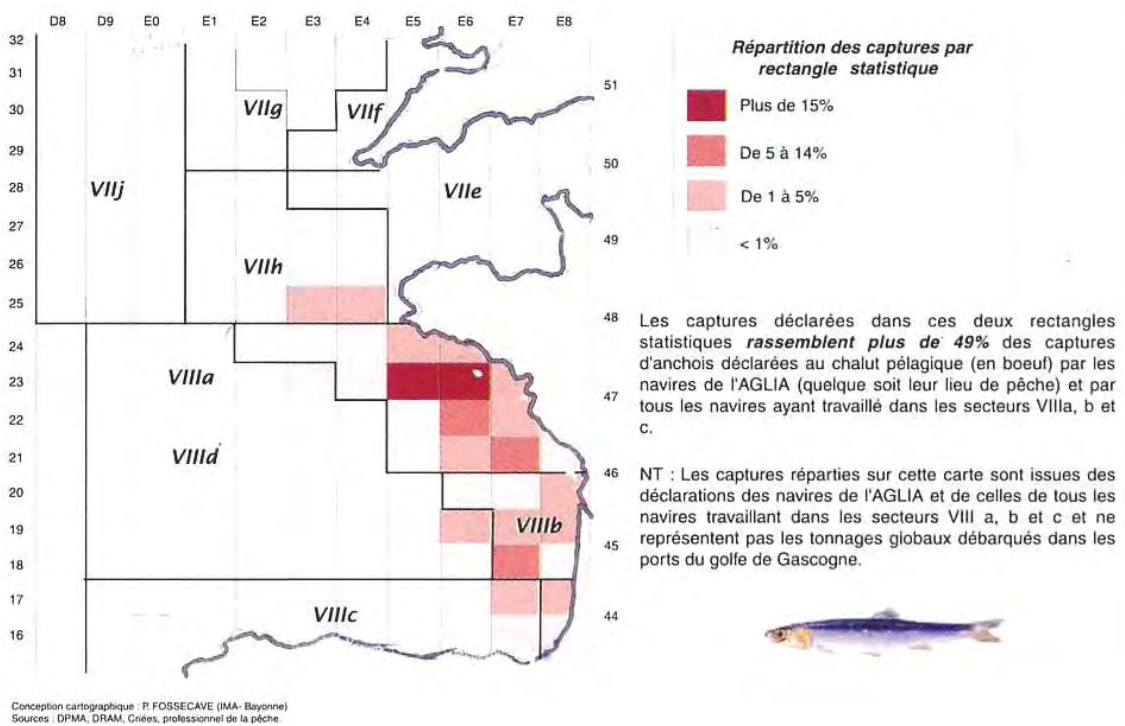 D8 D9 E0 E1 E2 E3 E4 E5 E6 E7 E8
32
31
30
29
28
27
26
25
24
23
22
21
20
19
18
17
16
51
50
49
48
47
46
45
44
VIIg
VIIf
VIIj
VIIe
VIIh
VIIIa
VIIId
VIIIb
VIIIc
Répartition des captures par
rectangle statistique
Plus de 15%
De 5 à 14%
De 1 à 5%
< 1%
Les captures déclarées dans ces deux rectangles
statistiques rassemblent plus de 49% des captures
d'anchois déclarées au chalut pélagique (en boeuf) par les
navires de l'AGLIA (quelque soit leur lieu de pêche) et par
tous les navires ayant travaillé dans les secteurs VIIIa, b et
c.
NT : Les captures réparties sur cette carte sont issues des
déclarations des navires de l'AGLIA et de celles de tous les
navires travaillant dans les secteurs VIII a, b et c et ne
représentent pas les tonnages globaux débarqués dans les
ports du golfe de Gascogne.
Conception cartographique : P. FOSSECAVE (IMA- Bayonne)
Sources : DPMA, DRAM, Criées, professionnel de la pêche.